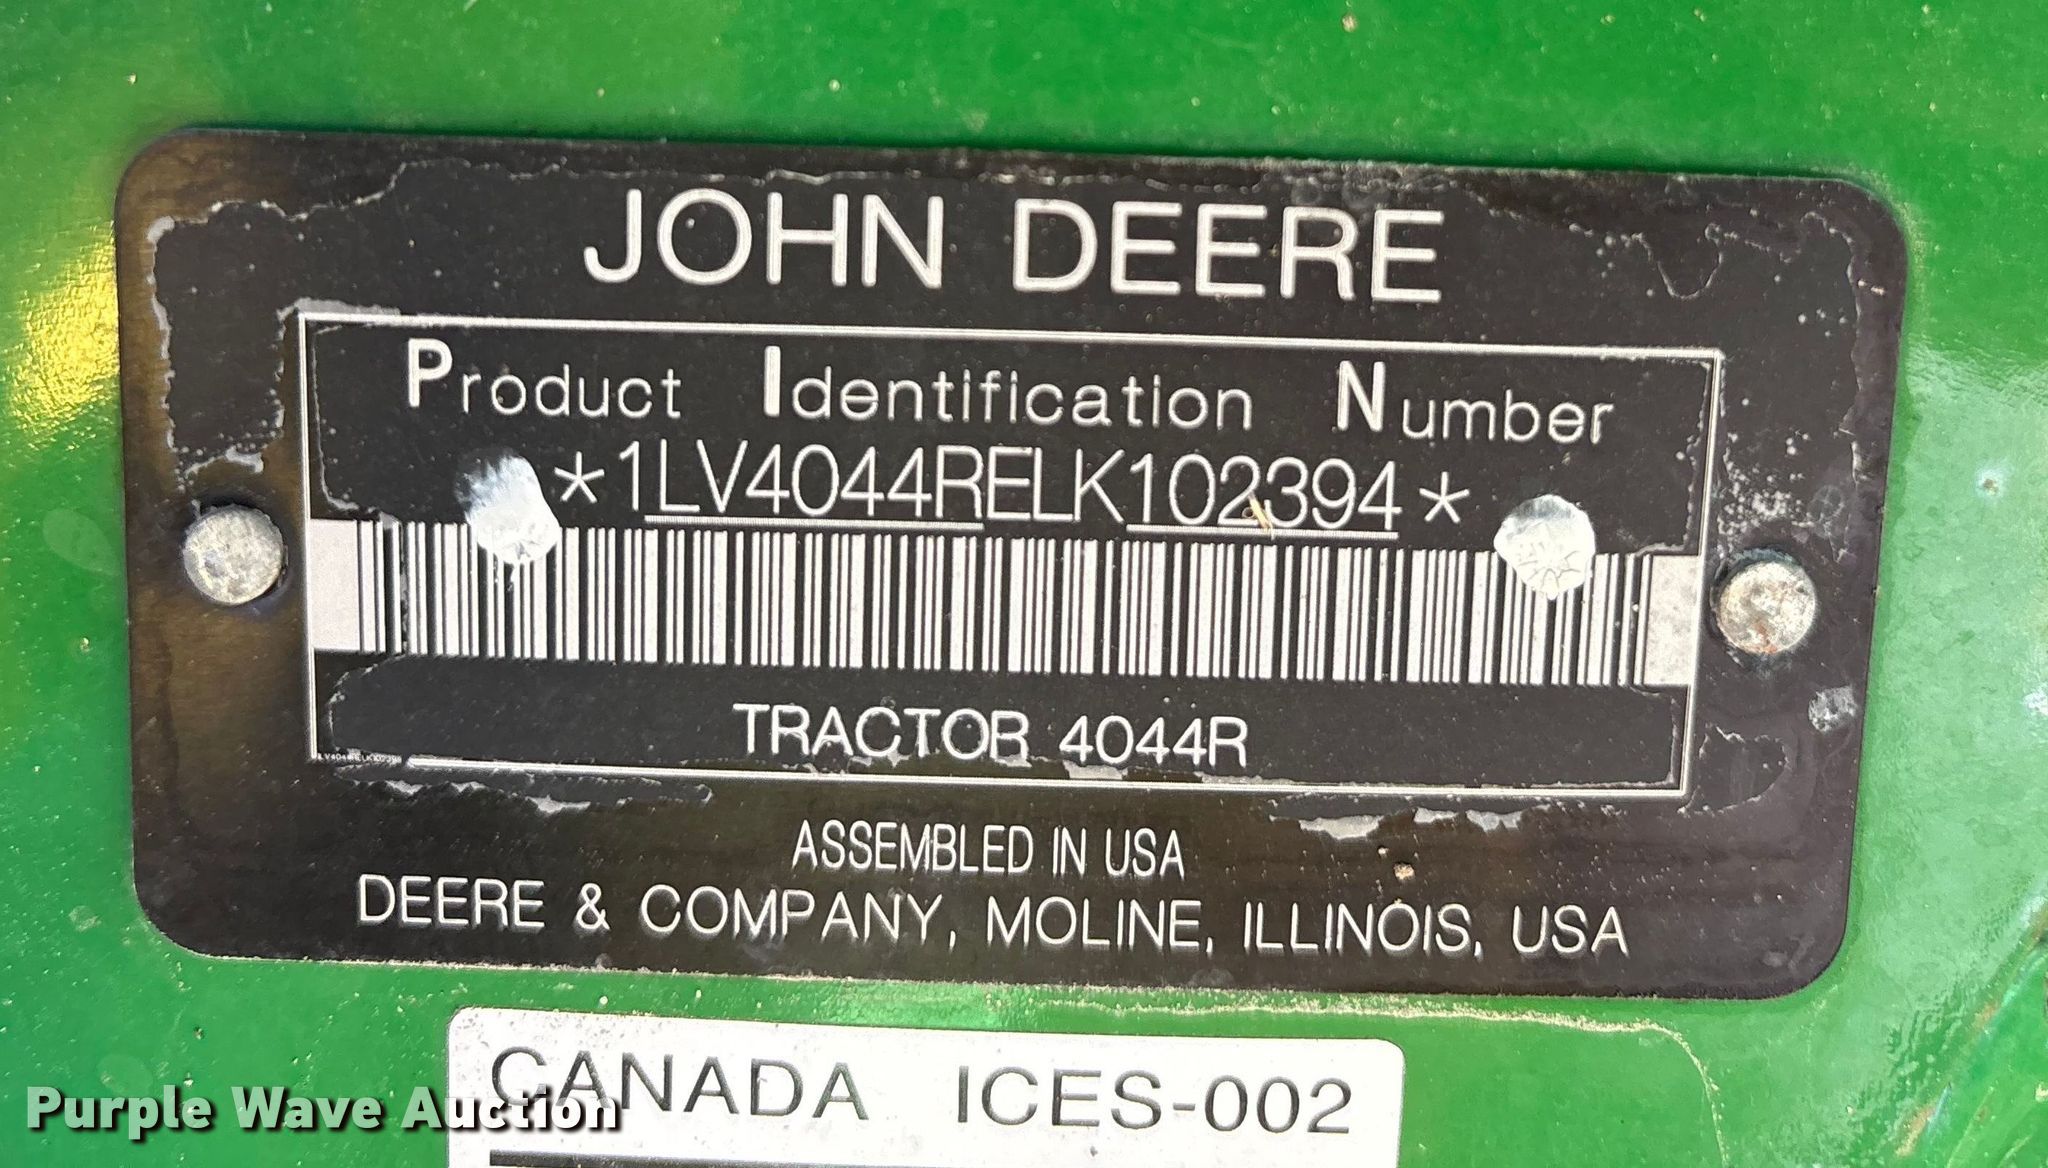 JOHN DEERE
Product Identification Number
*1LV4044RELK102394*
TRACTOR 4044R
ASSEMBLED IN USA
DEERE & COMPANY, MOLINE, ILLINOIS, USA
CANADA ICES-002
Purple Wave Auction